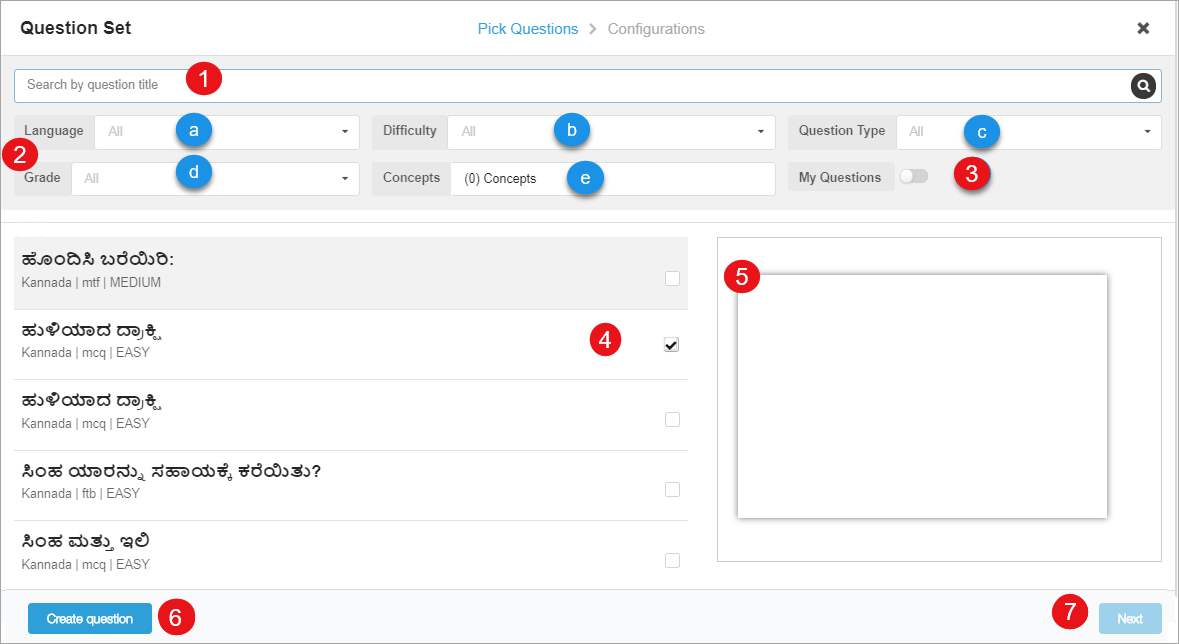 Question Set
Pick Questions > Configurations
Search by question title 1
Language All a
Difficulty All b
Question Type All c
2
Grade All d
Concepts (0) Concepts e
My Questions 3
ಹೊಂದಿಸಿ ಬರೆಯಿರಿ:
Kannada | mtf | MEDIUM
ಹುಳಿಯಾದ ದ್ರಾಕ್ಷಿ
Kannada | mcq | EASY
4
ಹುಳಿಯಾದ ದ್ರಾಕ್ಷಿ
Kannada | mcq | EASY
ಸಿಂಹ ಯಾರನ್ನು ಸಹಾಯಕ್ಕೆ ಕರೆಯಿತು?
Kannada | ftb | EASY
ಸಿಂಹ ಮತ್ತು ಇಲಿ
Kannada | mcq | EASY
5
Create question 6
7 Next